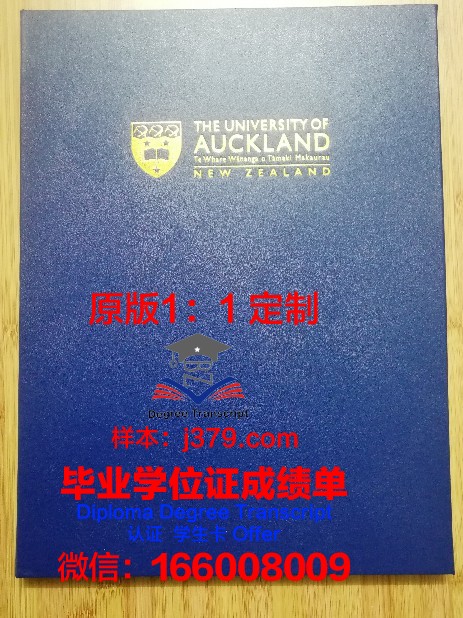 THE UNIVERSITY OF
AUCKLAND
Te Whare Wānanga o Tāmaki Makaurau
NEW ZEALAND
原版1：1 定制
Degree Transcript
样本：j379.com
毕业学位证成绩单
Diploma Degree Transcript
认证 学生卡 Offer
微信：166008009